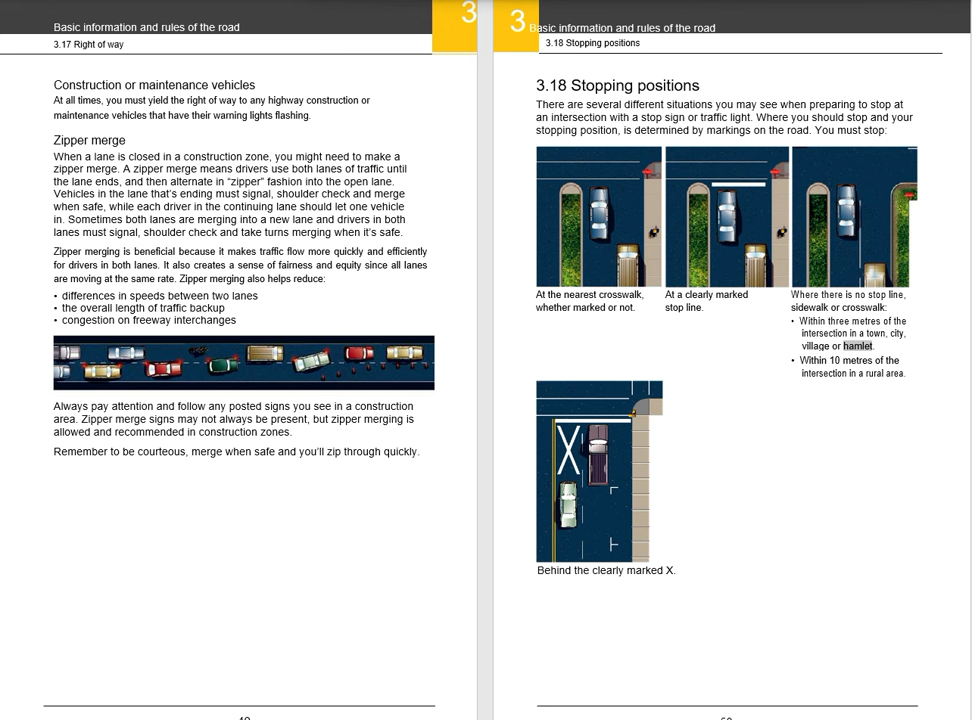 3
Basic information and rules of the road
3.17 Right of way
Construction or maintenance vehicles
At all times, you must yield the right of way to any highway construction or
maintenance vehicles that have their warning lights flashing.
Zipper merge
When a lane is closed in a construction zone, you might need to make a
zipper merge. A zipper merge means drivers use both lanes of traffic until
the lane ends, and then alternate in “zipper” fashion into the open lane.
Vehicles in the lane that’s ending must signal, shoulder check and merge
when safe, while each driver in the continuing lane should let one vehicle
in. Sometimes both lanes are merging into a new lane and drivers in both
lanes must signal, shoulder check and take turns merging when it’s safe.
Zipper merging is beneficial because it makes traffic flow more quickly and efficiently
for drivers in both lanes. It also creates a sense of fairness and equity since all lanes
are moving at the same rate. Zipper merging also helps reduce:
• differences in speeds between two lanes
• the overall length of traffic backup
• congestion on freeway interchanges
Always pay attention and follow any posted signs you see in a construction
area. Zipper merge signs may not always be present, but zipper merging is
allowed and recommended in construction zones.
Remember to be courteous, merge when safe and you’ll zip through quickly.
3 Basic information and rules of the road
3.18 Stopping positions
3.18 Stopping positions
There are several different situations you may see when preparing to stop at
an intersection with a stop sign or traffic light. Where you should stop and your
stopping position, is determined by markings on the road. You must stop:
At the nearest crosswalk,
whether marked or not.
At a clearly marked
stop line.
Where there is no stop line,
sidewalk or crosswalk:
• Within three metres of the
intersection in a town, city,
village or hamlet.
• Within 10 metres of the
intersection in a rural area.
Behind the clearly marked X.